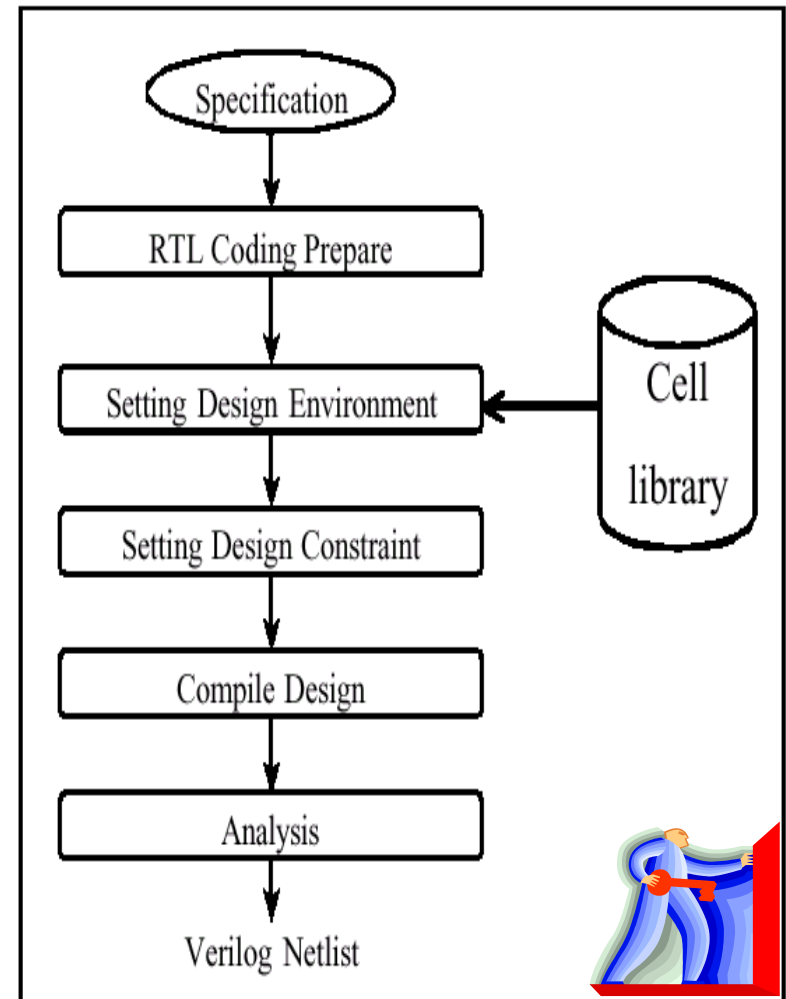 Specification
RTL Coding Prepare
Setting Design Environment
Cell
library
Setting Design Constraint
Compile Design
Analysis
Verilog Netlist